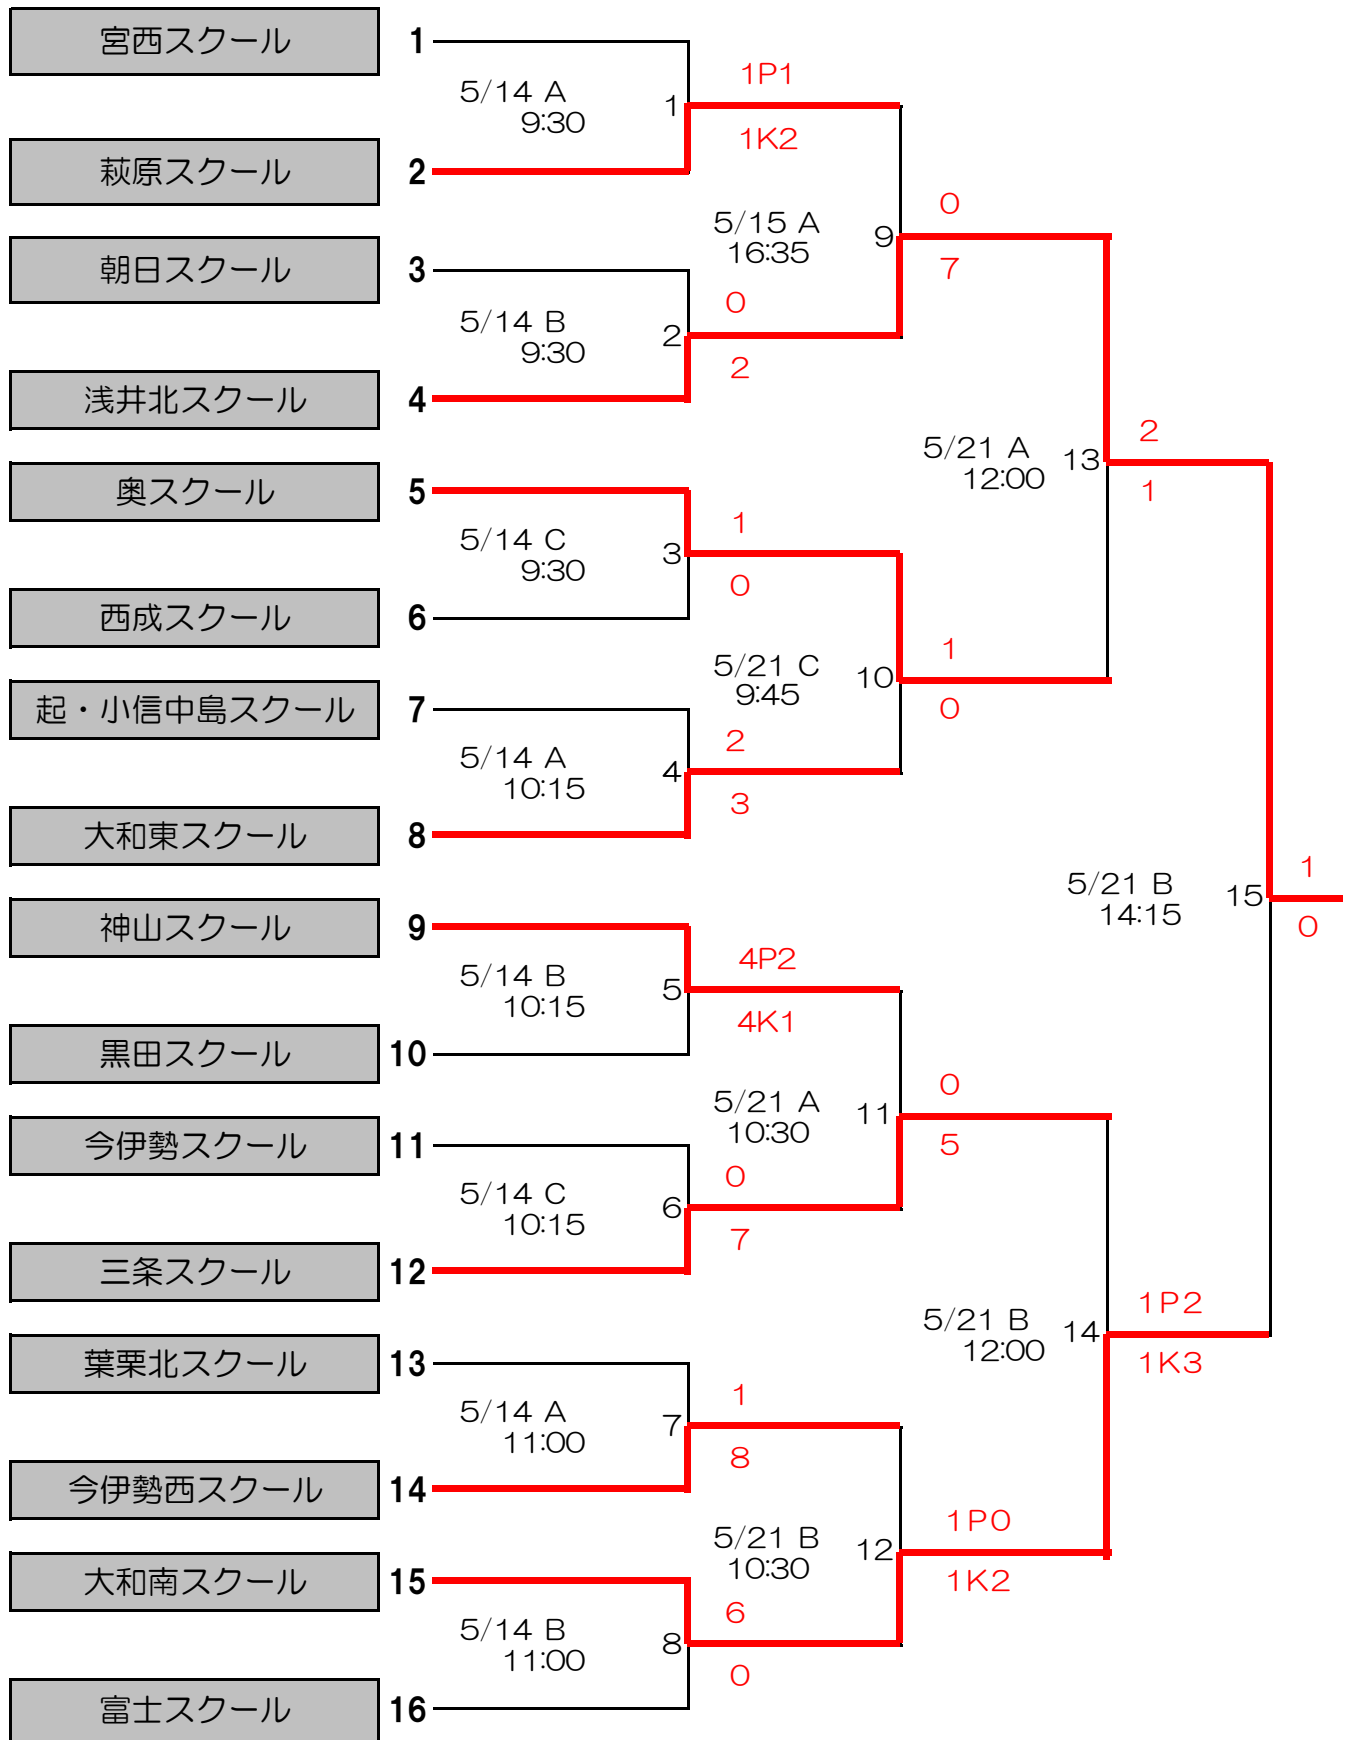 宮西スクール 1
5/14 A 1 1P1
9:30
1K2
萩原スクール 2
0
5/15 A 9
16:35
朝日スクール 3 7
0
5/14 B 2
9:30
2
浅井北スクール 4
2
5/21 A 13
12:00
奥スクール 5 1
1
5/14 C 3
9:30
0
西成スクール 6
1
5/21 C 10
9:45
起・小信中島スクール 7 0
2
5/14 A 4
10:15
3
大和東スクール 8
1
5/21 B 15
14:15
神山スクール 9 0
4P2
5/14 B 5
10:15
4K1
黒田スクール 10
0
5/21 A 11
10:30
今伊勢スクール 11 5
0
5/14 C 6
10:15
7
三条スクール 12
1P2
5/21 B 14
12:00
葉栗北スクール 13 1K3
1
5/14 A 7
11:00
8
今伊勢西スクール 14
1P0
5/21 B 12
10:30
大和南スクール 15 1K2
6
5/14 B 8
11:00
0
富士スクール 16